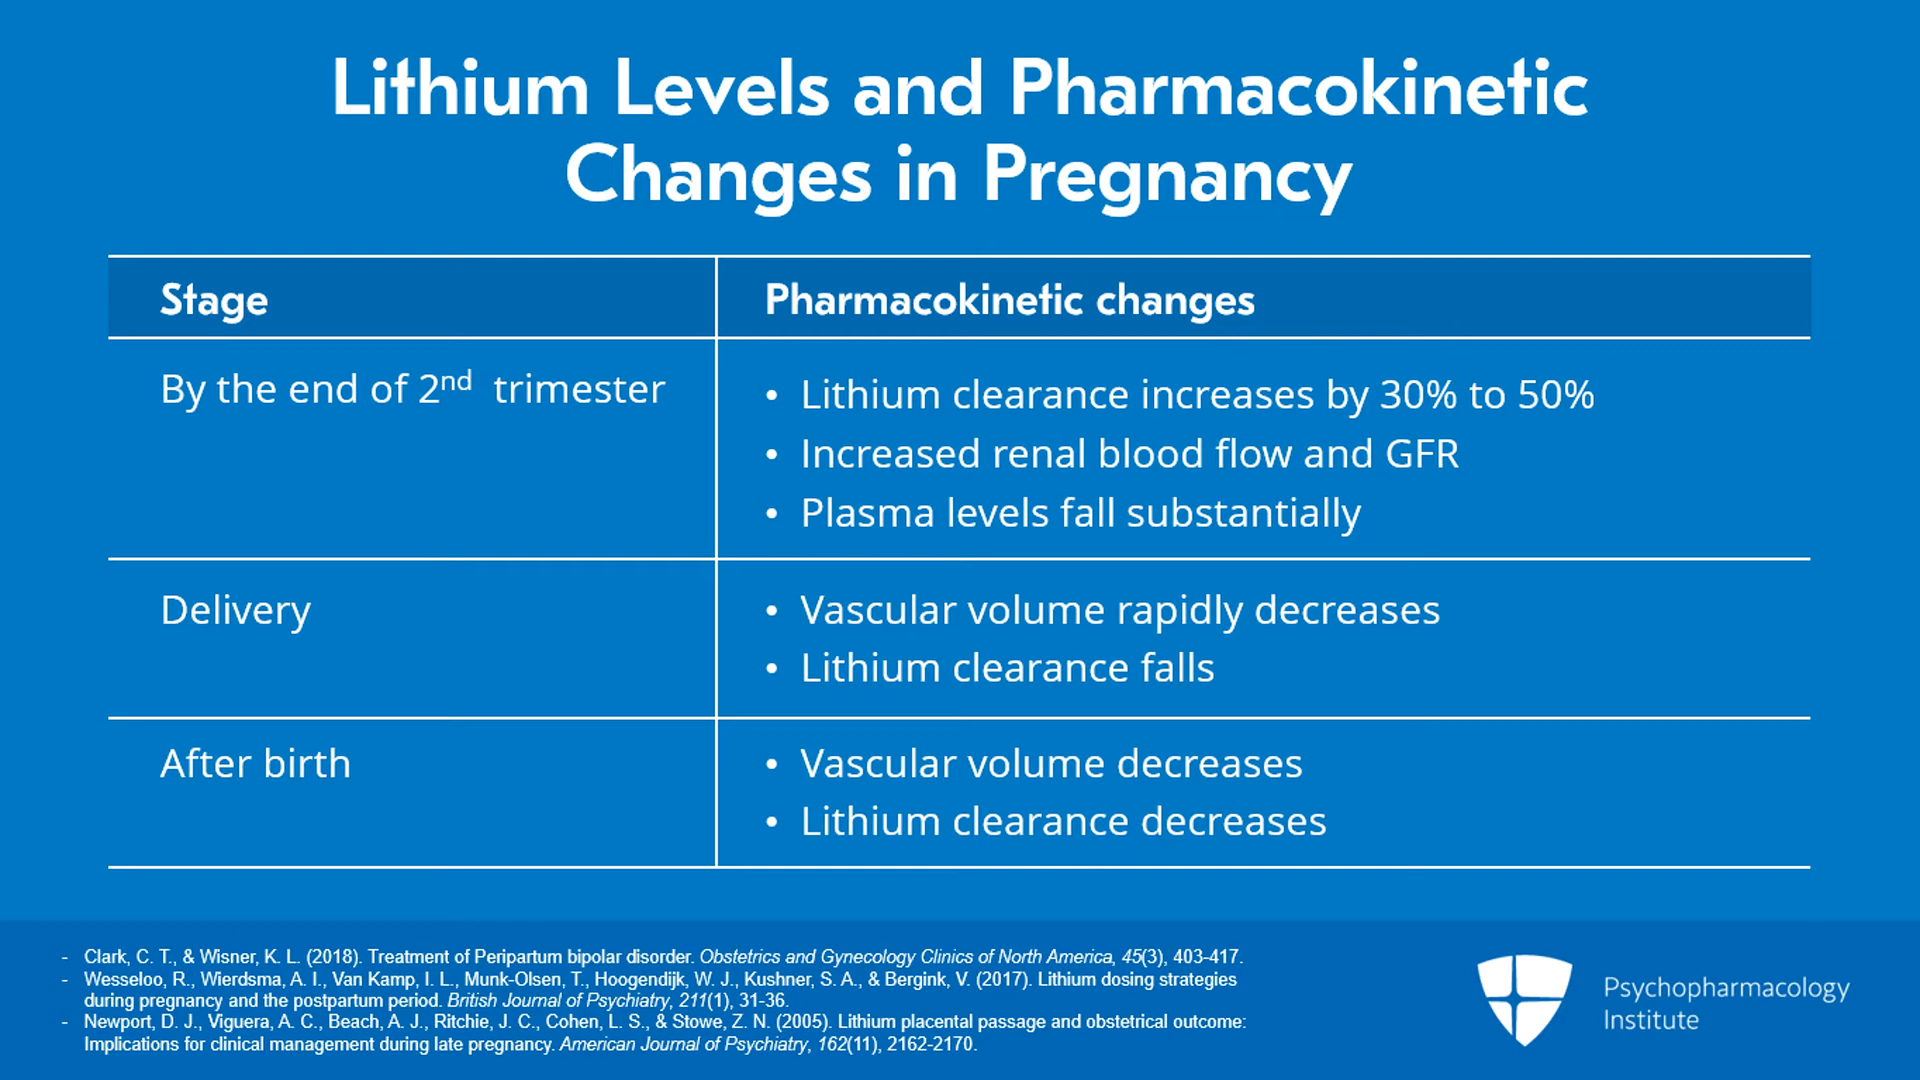 Lithium Levels and Pharmacokinetic
Changes in Pregnancy
Stage
Pharmacokinetic changes
By the end of 2nd trimester
• Lithium clearance increases by 30% to 50%
• Increased renal blood flow and GFR
• Plasma levels fall substantially
Delivery
• Vascular volume rapidly decreases
• Lithium clearance falls
After birth
• Vascular volume decreases
• Lithium clearance decreases
- Clark, C. T., & Wisner, K. L. (2018). Treatment of Peripartum bipolar disorder. Obstetrics and Gynecology Clinics of North America, 45(3), 403-417.
- Wesseloo, R., Wierdsma, A. I., Van Kamp, I. L., Munk-Olsen, T., Hoogendijk, W. J., Kushner, S. A., & Bergink, V. (2017). Lithium dosing strategies
during pregnancy and the postpartum period. British Journal of Psychiatry, 211(1), 31-36.
- Newport, D. J., Viguera, A. C., Beach, A. J., Ritchie, J. C., Cohen, L. S., & Stowe, Z. N. (2005). Lithium placental passage and obstetrical outcome:
Implications for clinical management during late pregnancy. American Journal of Psychiatry, 162(11), 2162-2170.
Psychopharmacology
Institute